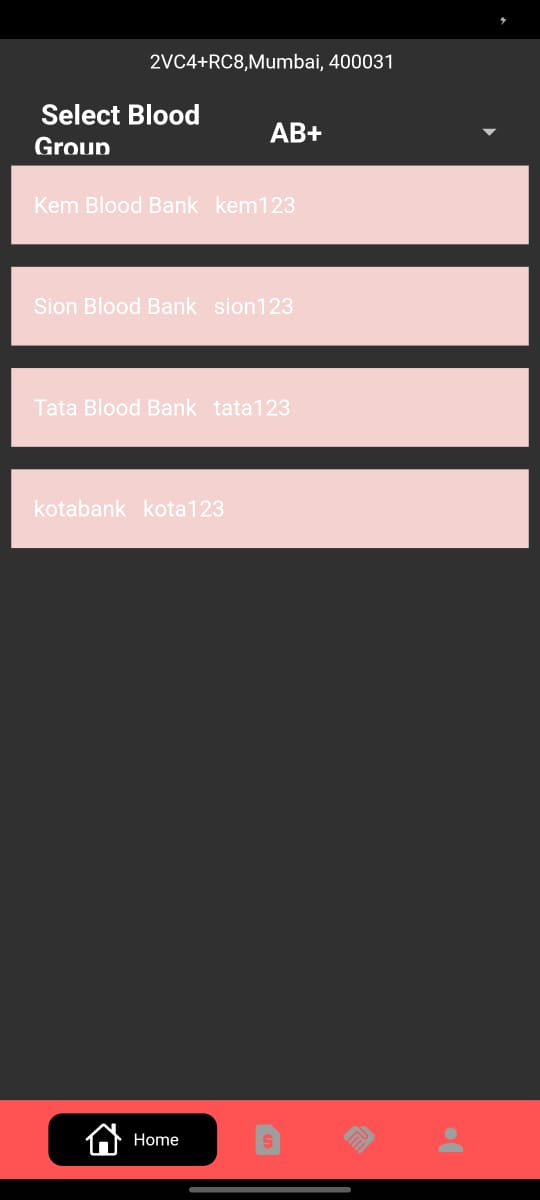 2VC4+RC8,Mumbai, 400031
Select Blood
Group
AB+
Kem Blood Bank kem123
Sion Blood Bank sion123
Tata Blood Bank tata123
kotabank kota123
Home
$